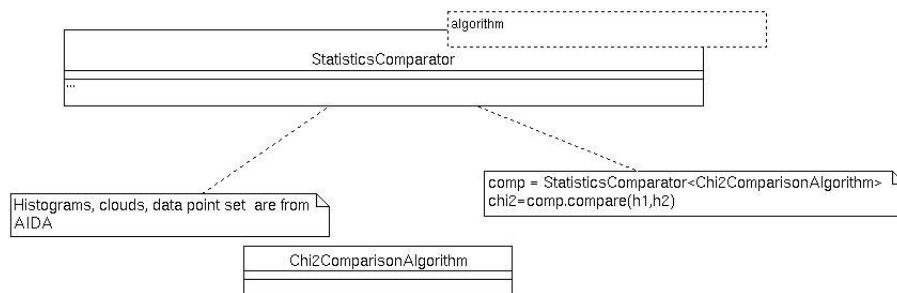 algorithm
StatisticsComparator
...
comp = StatisticsComparator<Chi2ComparisonAlgorithm>
chi2=comp.compare(h1,h2)
Histograms, clouds, data point set are from
AIDA
Chi2ComparisonAlgorithm